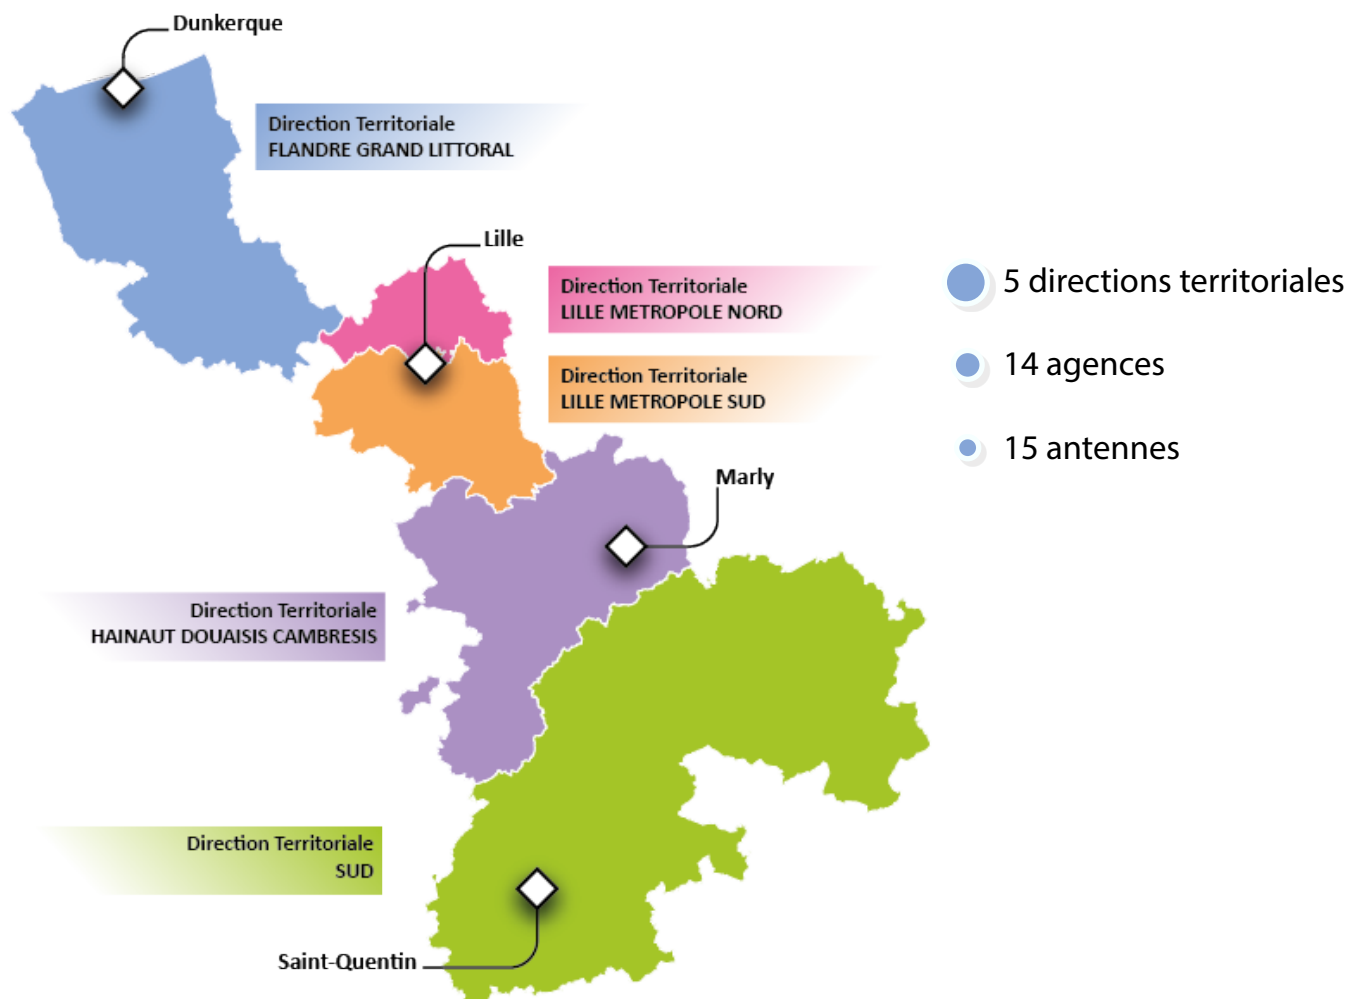 Dunkerque
Direction Territoriale
FLANDRE GRAND LITTORAL
Lille
Direction Territoriale
LILLE METROPOLE NORD
Direction Territoriale
LILLE METROPOLE SUD
5 directions territoriales
14 agences
15 antennes
Marly
Direction Territoriale
HAINAUT DOUAISIS CAMBRESIS
Direction Territoriale
SUD
Saint-Quentin